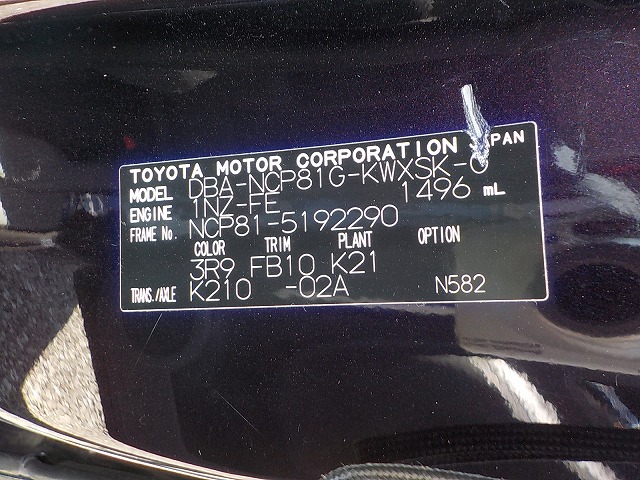 TOYOTA MOTOR CORPORATION JAPAN
MODEL DBA-NCP81G-KWXSK-
ENGINE 1NZ-FE 1496 mL
FRAME No. NCP81-5192290
COLOR TRIM PLANT OPTION
3R9 FB10 K21
TRANS./AXLE K210 -02A N582